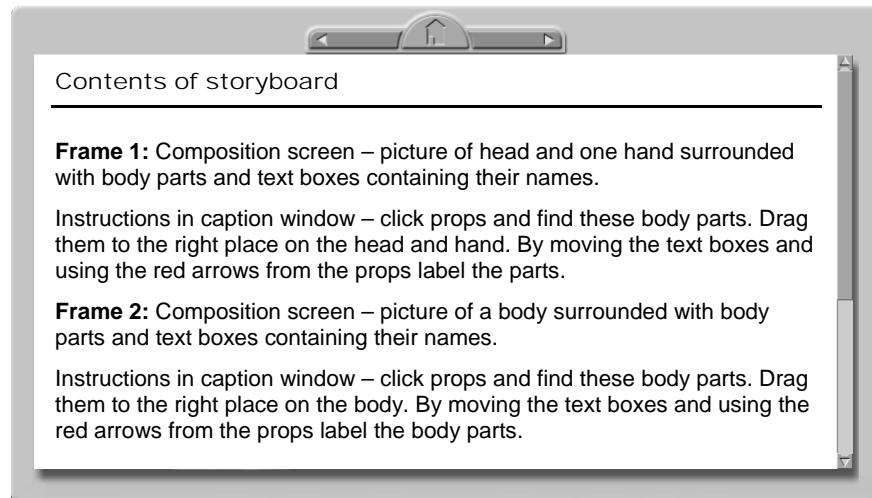 Contents of storyboard
Frame 1: Composition screen – picture of head and one hand surrounded
with body parts and text boxes containing their names.
Instructions in caption window – click props and find these body parts. Drag
them to the right place on the head and hand. By moving the text boxes and
using the red arrows from the props label the parts.
Frame 2: Composition screen – picture of a body surrounded with body
parts and text boxes containing their names.
Instructions in caption window – click props and find these body parts. Drag
them to the right place on the body. By moving the text boxes and using the
red arrows from the props label the body parts.